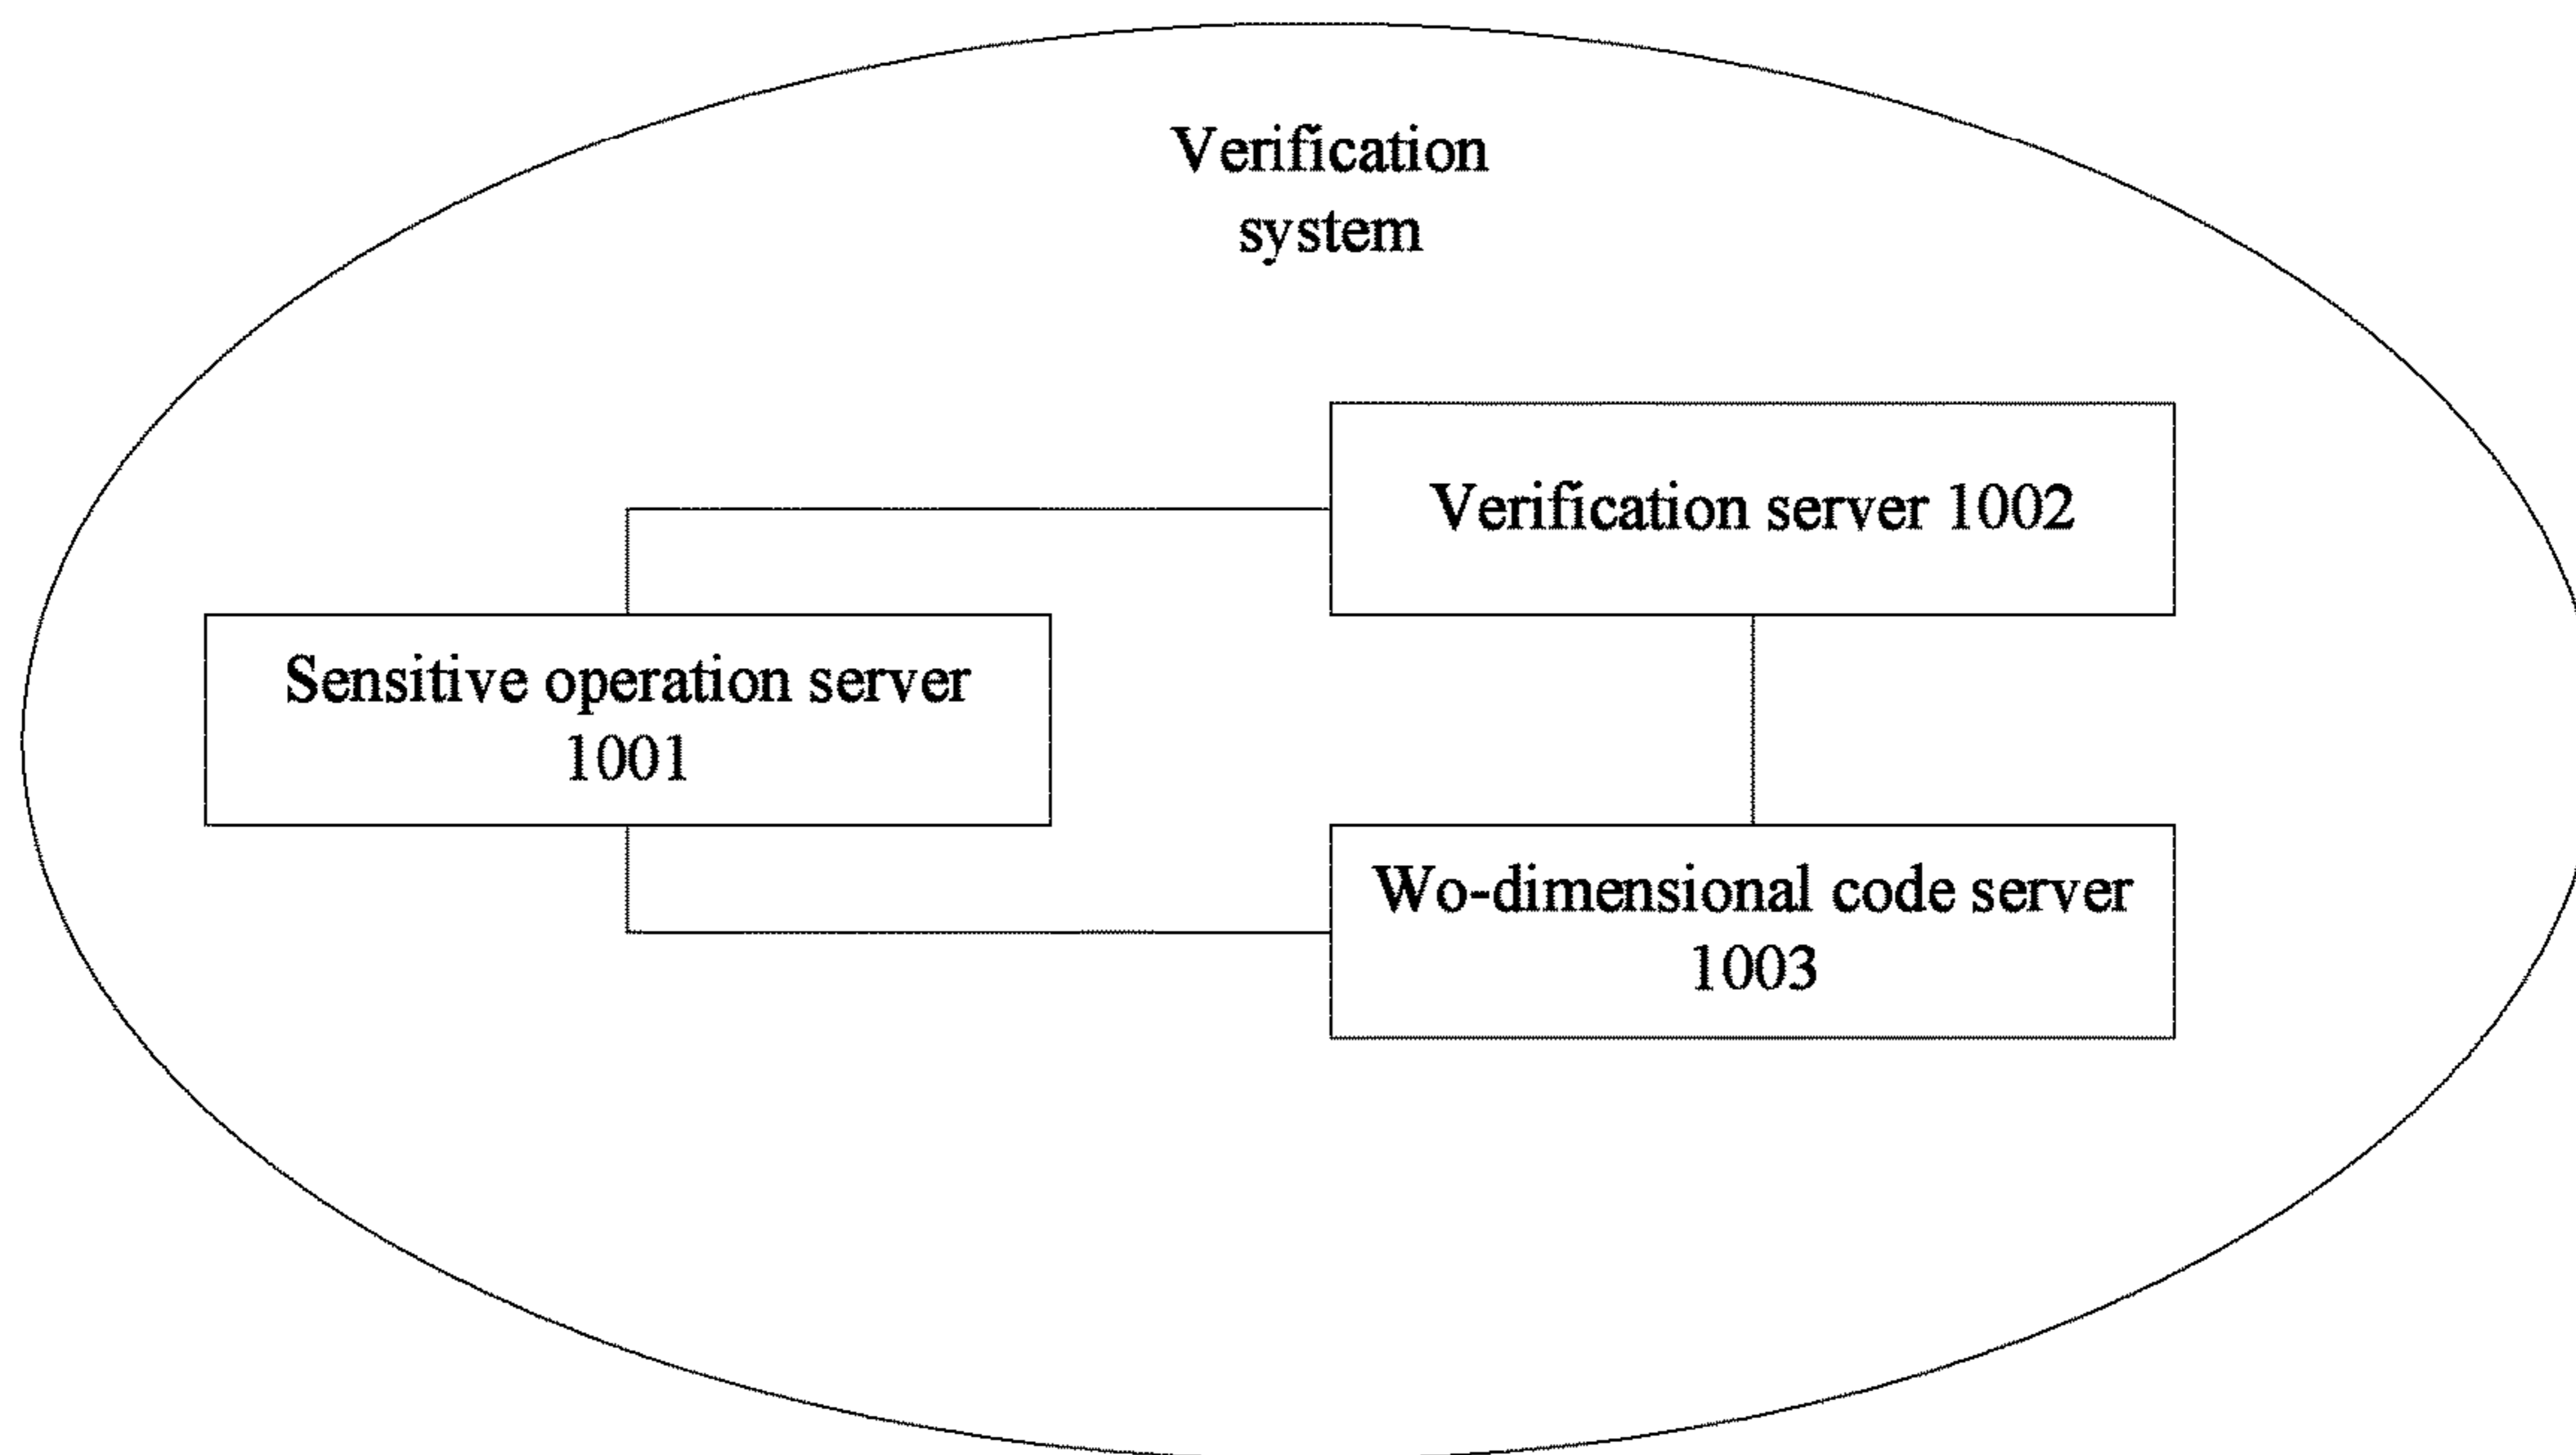 Verification
system
Verification server 1002
Sensitive operation server
1001
Wo-dimensional code server
1003